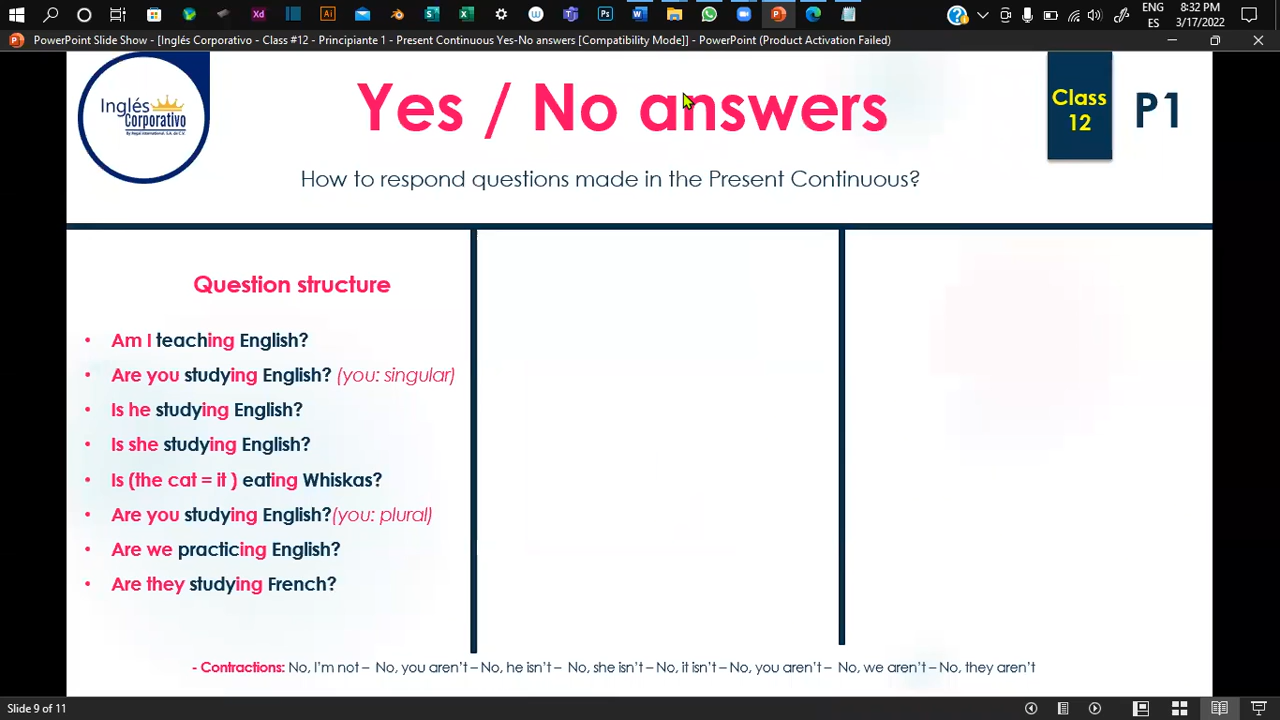 ENG
ES
8:32 PM
3/17/2022
PowerPoint Slide Show - [Inglés Corporativo - Class #12 - Principiante 1 - Present Continuous Yes-No answers [Compatibility Mode]] - PowerPoint (Product Activation Failed)
Inglés
Corporativo
Yes / No answers
Class
12
P1
How to respond questions made in the Present Continuous?
Question structure
• Am I teaching English?
• Are you studying English? (you: singular)
• Is he studying English?
• Is she studying English?
• Is (the cat = it ) eating Whiskas?
• Are you studying English?(you: plural)
• Are we practicing English?
• Are they studying French?
- Contractions: No, I'm not – No, you aren't – No, he isn't – No, she isn't – No, it isn't – No, you aren't – No, we aren't – No, they aren't
Slide 9 of 11